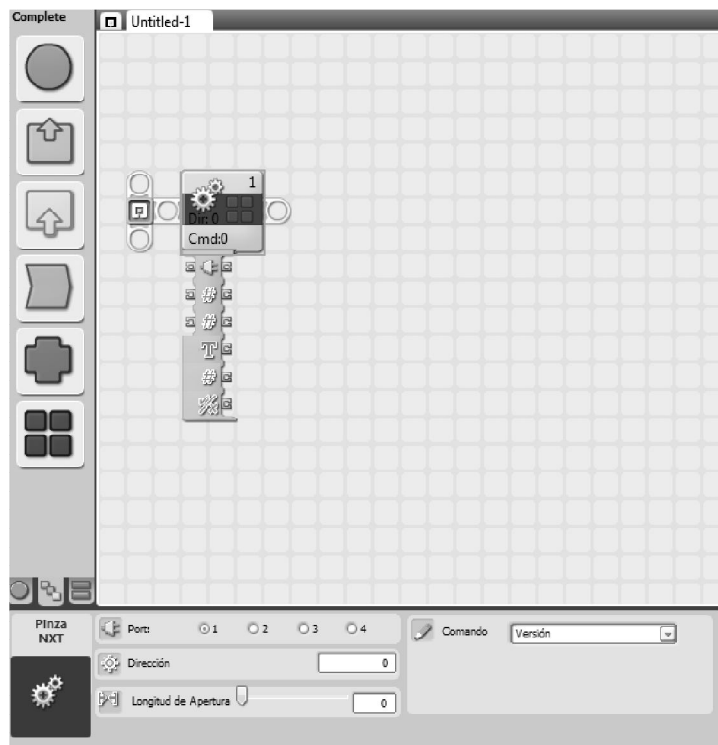 Complete
Untitled-1
1
Dir: 0
Cmd:0
Pinza
NXT
Port: 1 2 3 4
Dirección 0
Longitud de Apertura 0
Comando Versión